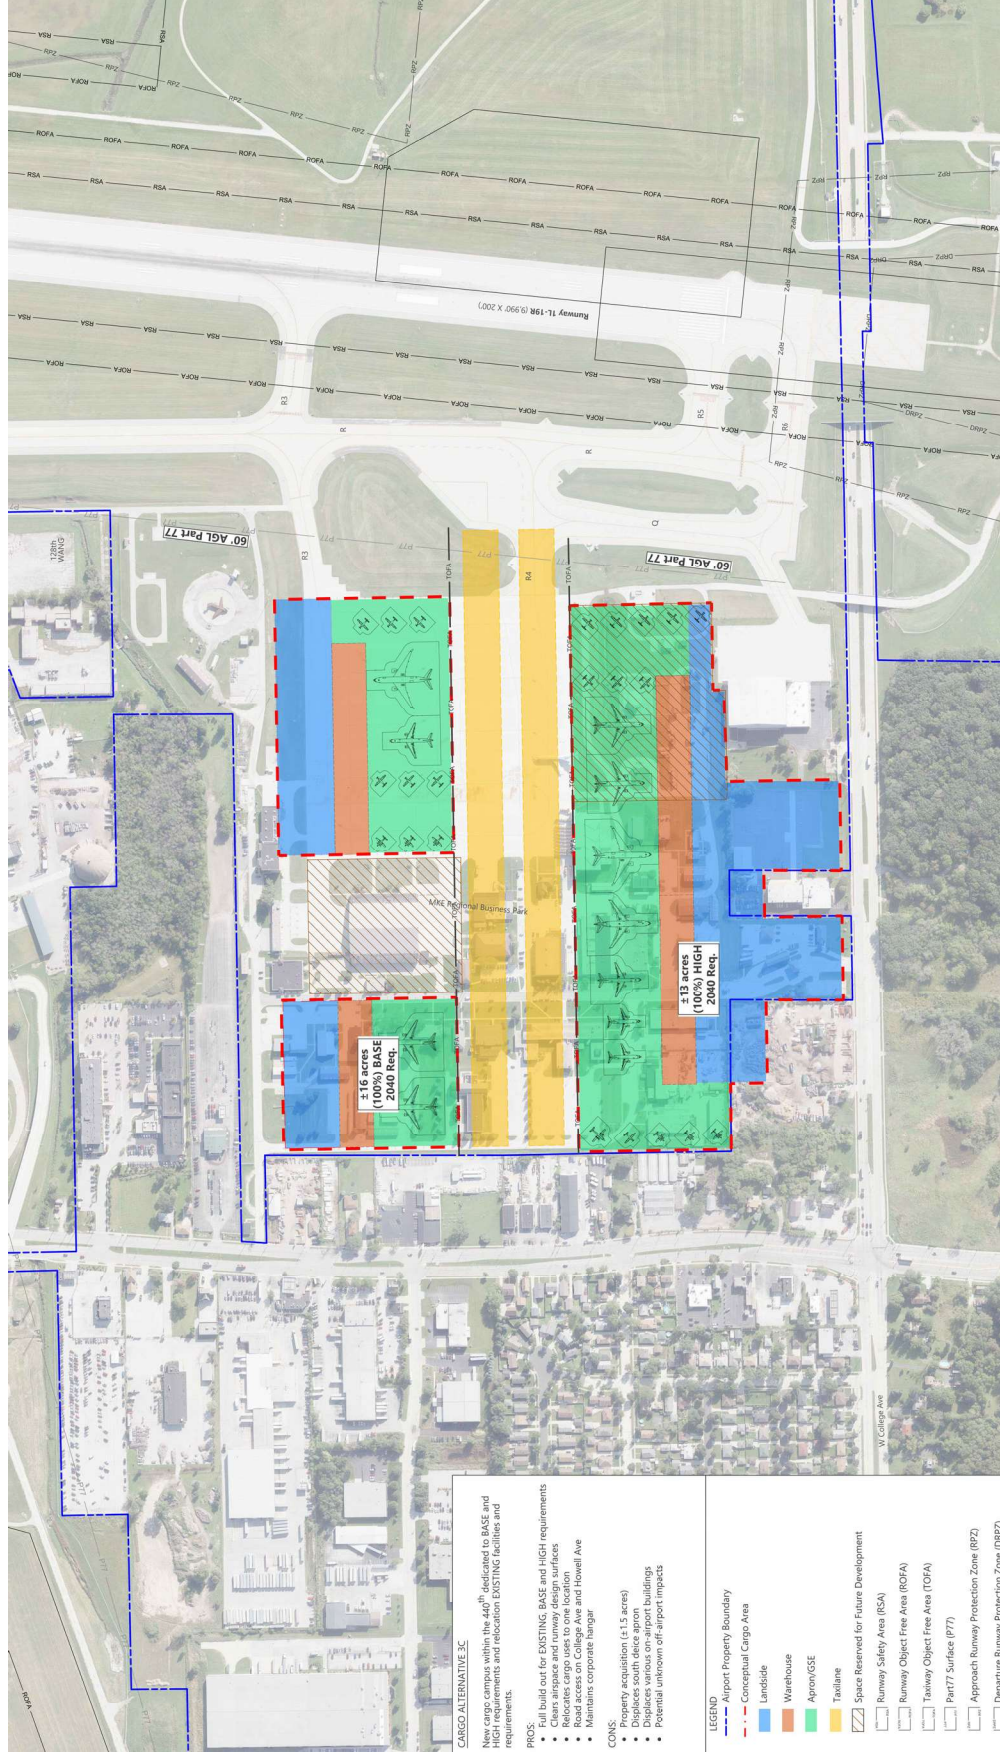 CARGO ALTERNATIVE 3C
New cargo campus within the 440th dedicated to BASE and
HIGH requirements and relocation EXISTING facilities and
requirements.
PROS:
• Full build out for EXISTING, BASE and HIGH requirements
• Clears airspace and runway design surfaces
• Relocates cargo uses to one location
• Road access on College Ave and Howell Ave
• Maintains corporate hangar
CONS:
• Property acquisition (±1.5 acres)
• Displaces south deice apron
• Displaces various on-airport buildings
• Potential unknown off-airport impacts
LEGEND
Airport Property Boundary
Conceptual Cargo Area
Landside
Warehouse
Apron/GSE
Taxilane
Space Reserved for Future Development
Runway Safety Area (RSA)
Runway Object Free Area (ROFA)
Taxiway Object Free Area (TOFA)
Part77 Surface (P77)
Approach Runway Protection Zone (RPZ)
Departure Runway Protection Zone (DRPZ)
±16 acres
(100%) BASE
2040 Req.
±13 acres
(100%) HIGH
2040 Req.
MKE Regional Business Park
128th
WANG
60' AGL Part 77
60' AGL Part 77
Runway 1L-19R (9,990' X 200')
W College Ave
R3
R3
R
R4
R
R5
R6
Q
TOFA
TOFA
RSA
ROFA
RPZ
DRPZ
P77